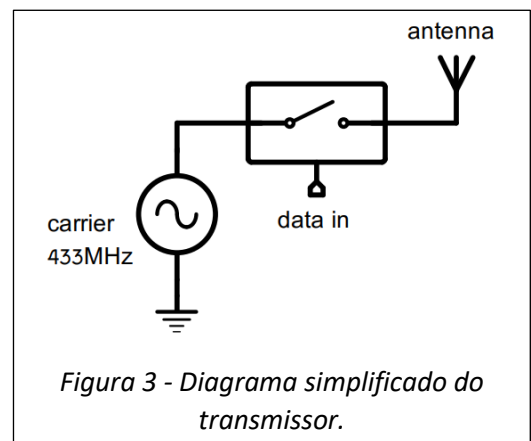 antenna
data in
carrier
433MHz
Figura 3 - Diagrama simplificado do
transmissor.